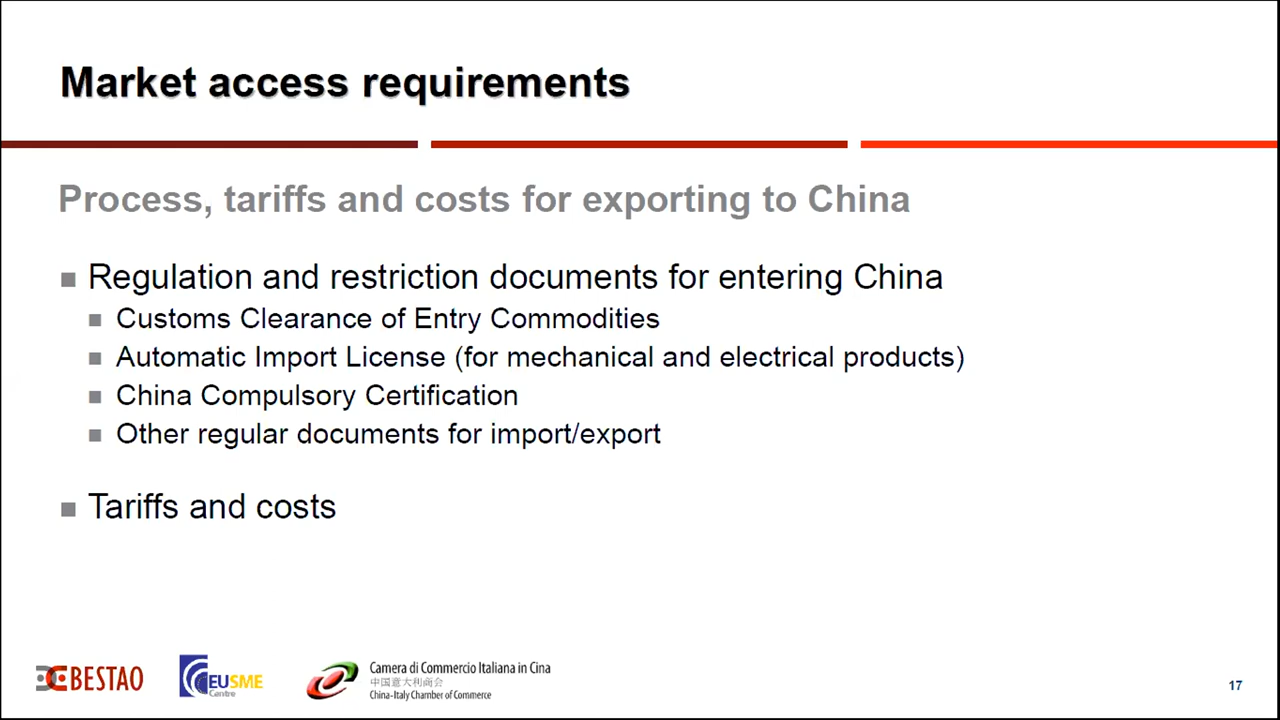 Market access requirements
Process, tariffs and costs for exporting to China
Regulation and restriction documents for entering China
Customs Clearance of Entry Commodities
Automatic Import License (for mechanical and electrical products)
China Compulsory Certification
Other regular documents for import/export
Tariffs and costs
BESTAO
EUSME
Centre
Camera di Commercio Italiana in Cina
中国意大利商会
China-Italy Chamber of Commerce
17